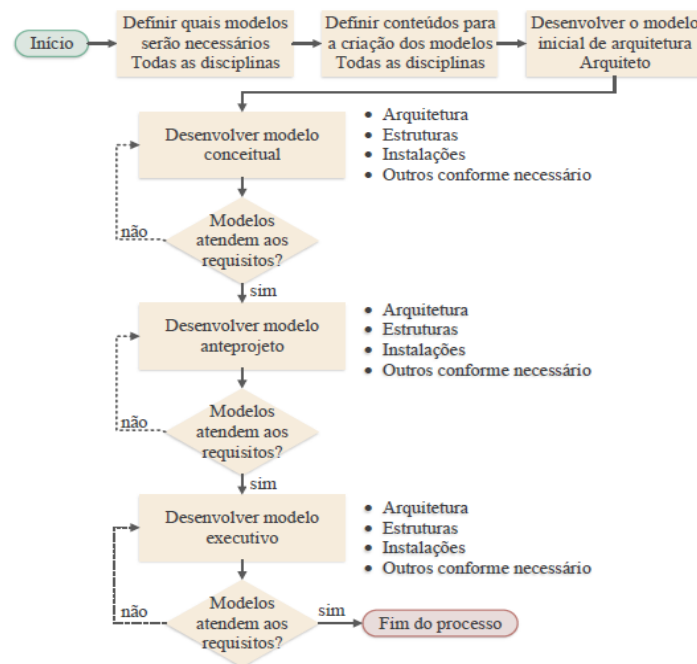 Início
Definir quais modelos
serão necessários
Todas as disciplinas
Definir conteúdos para
a criação dos modelos
Todas as disciplinas
Desenvolver o modelo
inicial de arquitetura
Arquiteto
Desenvolver modelo
conceitual
• Arquitetura
• Estruturas
• Instalações
• Outros conforme necessário
não
Modelos
atendem aos
requisitos?
sim
Desenvolver modelo
anteprojeto
• Arquitetura
• Estruturas
• Instalações
• Outros conforme necessário
não
Modelos
atendem aos
requisitos?
sim
Desenvolver modelo
executivo
• Arquitetura
• Estruturas
• Instalações
• Outros conforme necessário
não
Modelos
atendem aos
requisitos?
sim
Fim do processo